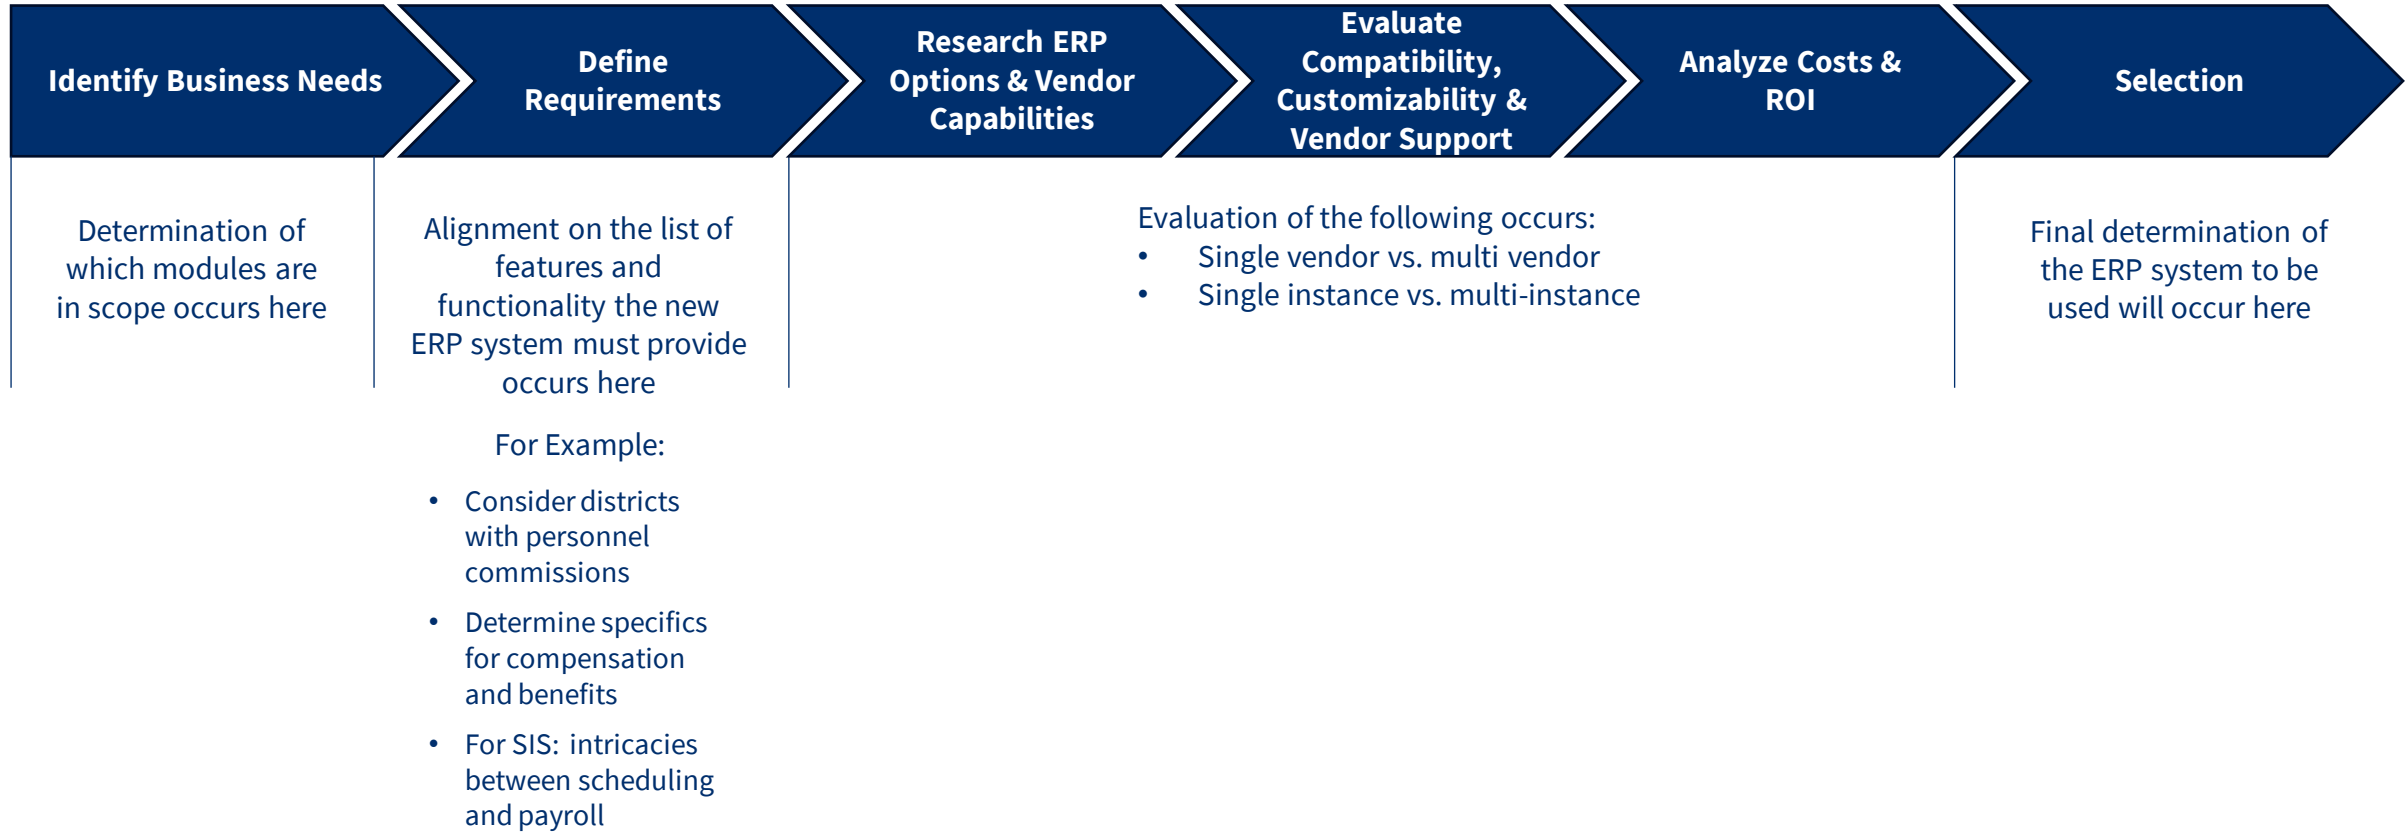 Identify Business Needs
Define
Requirements
Research ERP
Options & Vendor
Capabilities
Evaluate
Compatibility,
Customizability &
Vendor Support
Analyze Costs &
ROI
Selection
Determination of
which modules are
in scope occurs here
Alignment on the list of
features and
functionality the new
ERP system must provide
occurs here
For Example:
• Consider districts
with personnel
commissions
• Determine specifics
for compensation
and benefits
• For SIS: intricacies
between scheduling
and payroll
Evaluation of the following occurs:
• Single vendor vs. multi vendor
• Single instance vs. multi-instance
Final determination of
the ERP system to be
used will occur here